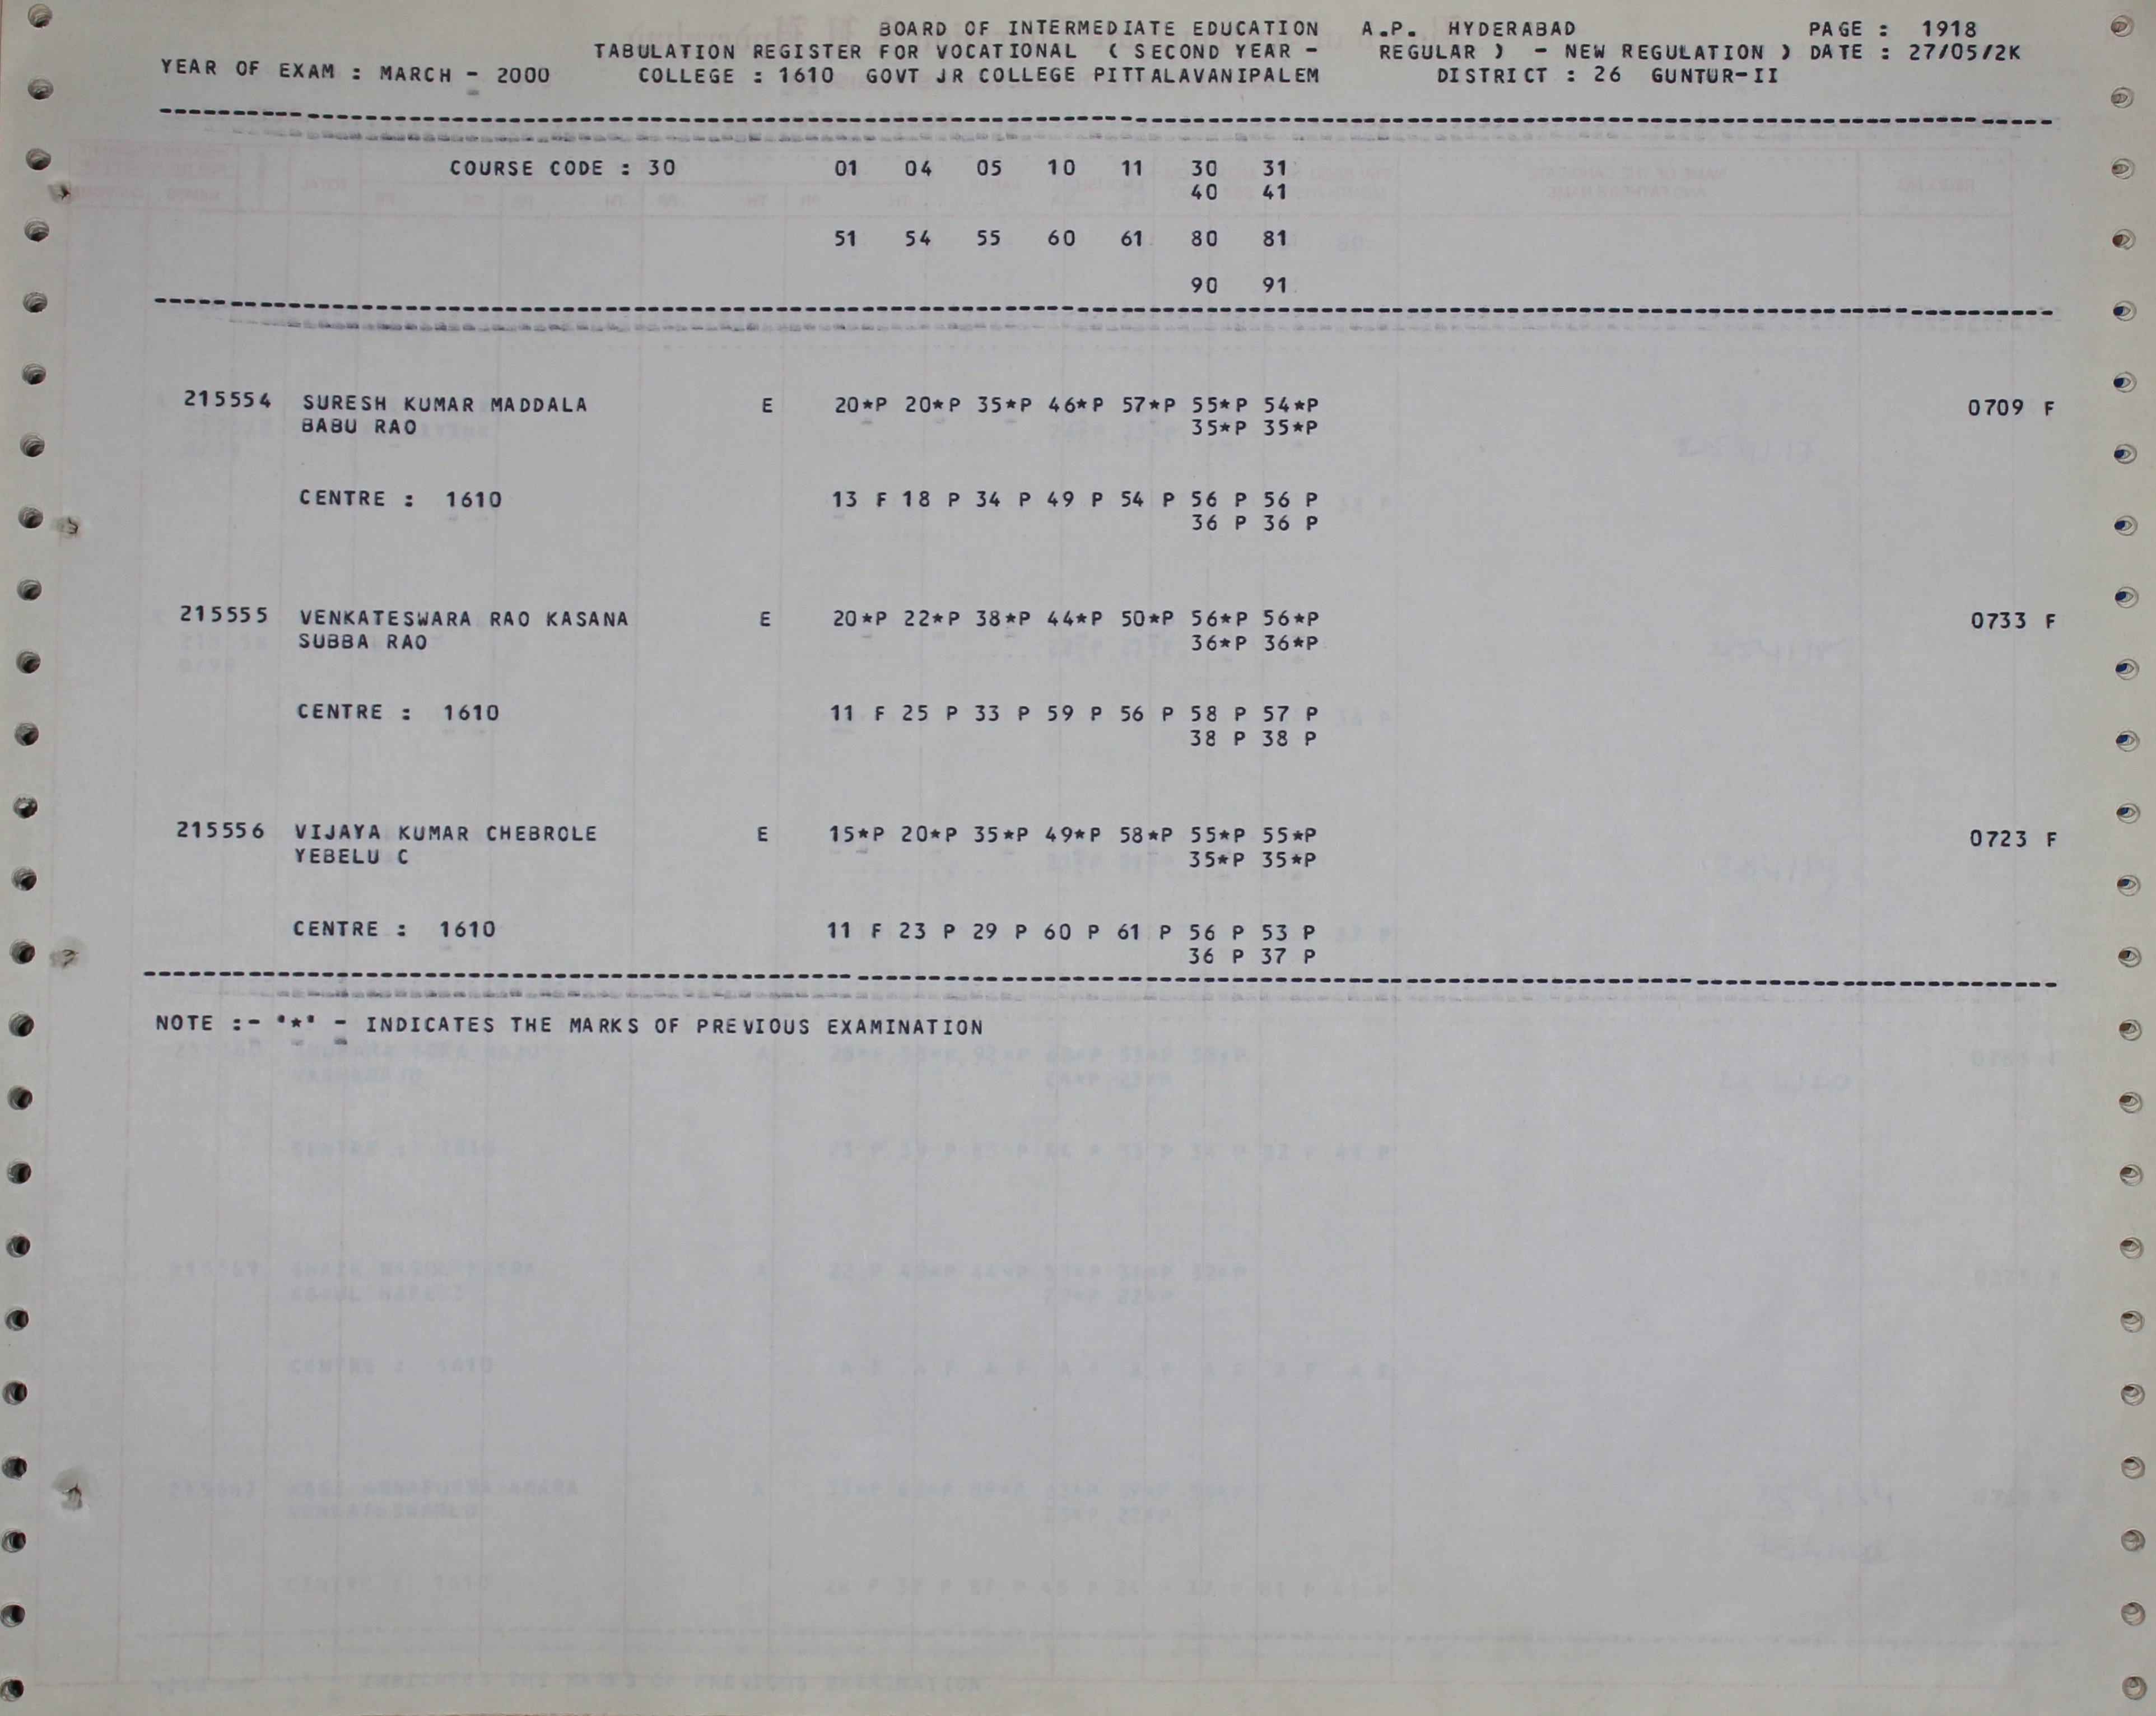 BOARD OF INTERMEDIATE EDUCATION A.P. HYDERABAD PAGE : 1918
TABULATION REGISTER FOR VOCATIONAL ( SECOND YEAR - REGULAR ) - NEW REGULATION ) DATE : 27/05/2K
YEAR OF EXAM : MARCH - 2000 COLLEGE : 1610 GOVT JR COLLEGE PITTALAVANIPALEM DISTRICT : 26 GUNTUR-II
COURSE CODE : 30 01 04 05 10 11 30 31
40 41
51 54 55 60 61 80 81
90 91
215554 SURESH KUMAR MADDALA E 20*P 20*P 35*P 46*P 57*P 55*P 54*P 0709 F
BABU RAO 35*P 35*P
CENTRE : 1610 13 F 18 P 34 P 49 P 54 P 56 P 56 P
36 P 36 P
215555 VENKATESWARA RAO KASANA E 20*P 22*P 38*P 44*P 50*P 56*P 56*P 0733 F
SUBBA RAO 36*P 36*P
CENTRE : 1610 11 F 25 P 33 P 59 P 56 P 58 P 57 P
38 P 38 P
215556 VIJAYA KUMAR CHEBROLE E 15*P 20*P 35*P 49*P 58*P 55*P 55*P 0723 F
YEBELU C 35*P 35*P
CENTRE : 1610 11 F 23 P 29 P 60 P 61 P 56 P 53 P
36 P 37 P
NOTE :- '*' - INDICATES THE MARKS OF PREVIOUS EXAMINATION